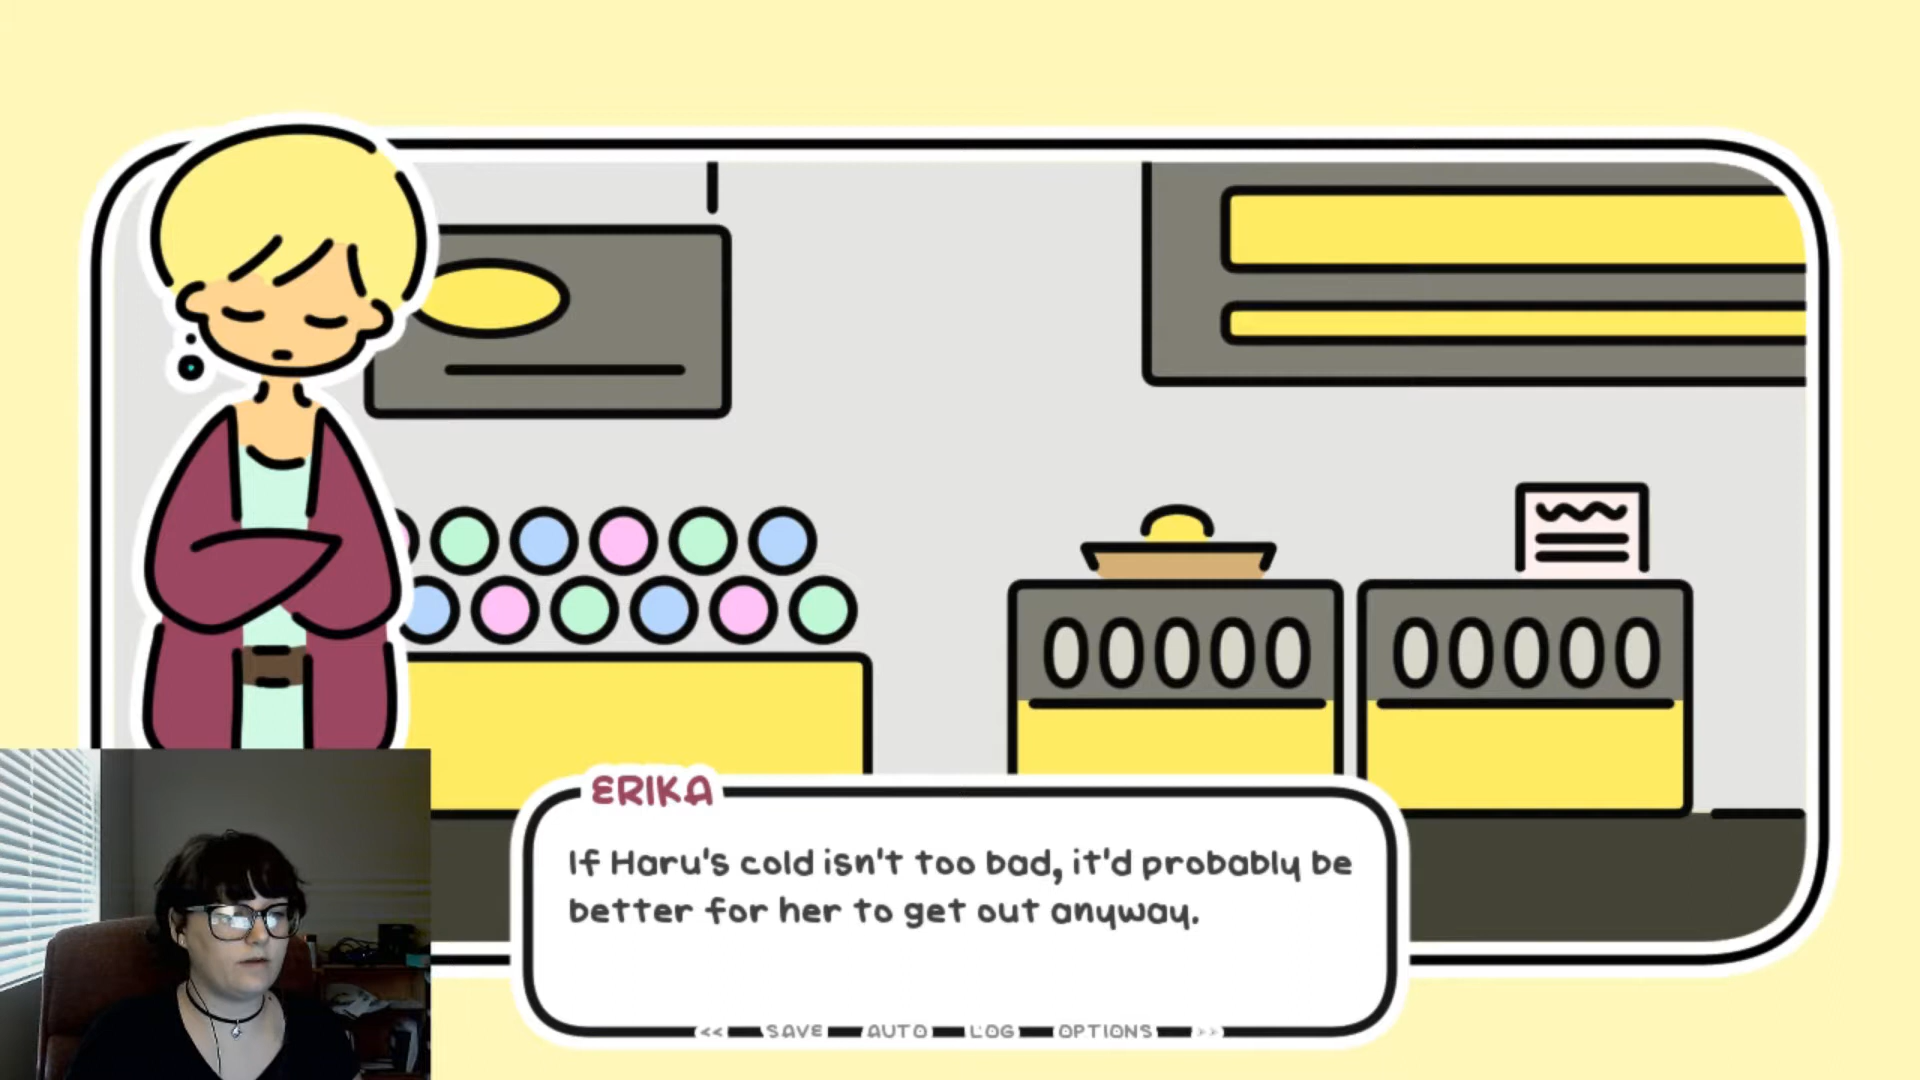 ERIKA
If Haru's cold isn't too bad, it'd probably be
better for her to get out anyway.
<< SAVE AUTO LOG OPTIONS >>